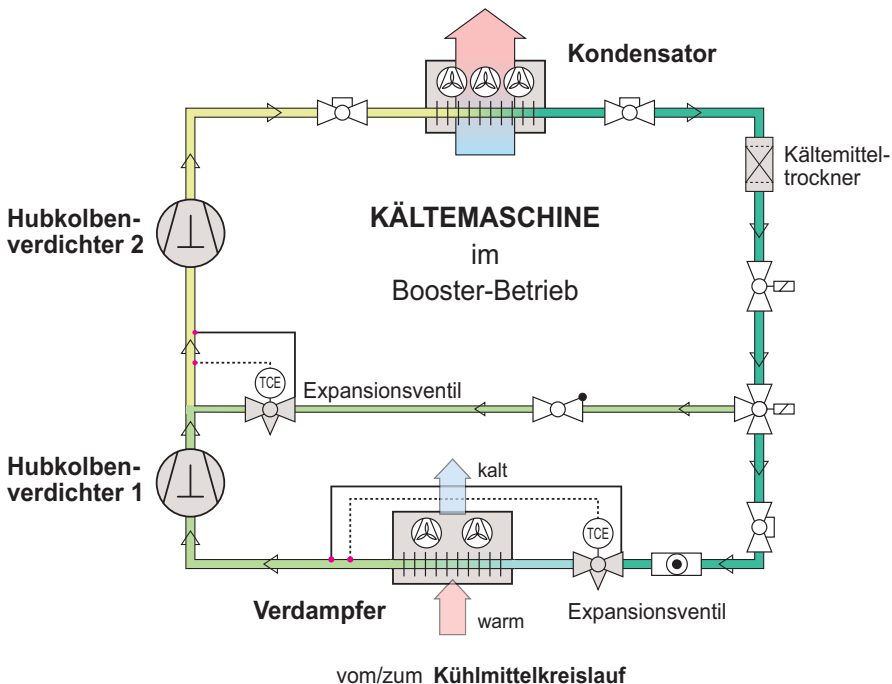 Kondensator
Kältemittel-
trockner
Hubkolben-
verdichter 2
KÄLTEMASCHINE
im
Booster-Betrieb
TCE
Expansionsventil
Hubkolben-
verdichter 1
kalt
TCE
Verdampfer
warm
Expansionsventil
vom/zum Kühlmittelkreislauf